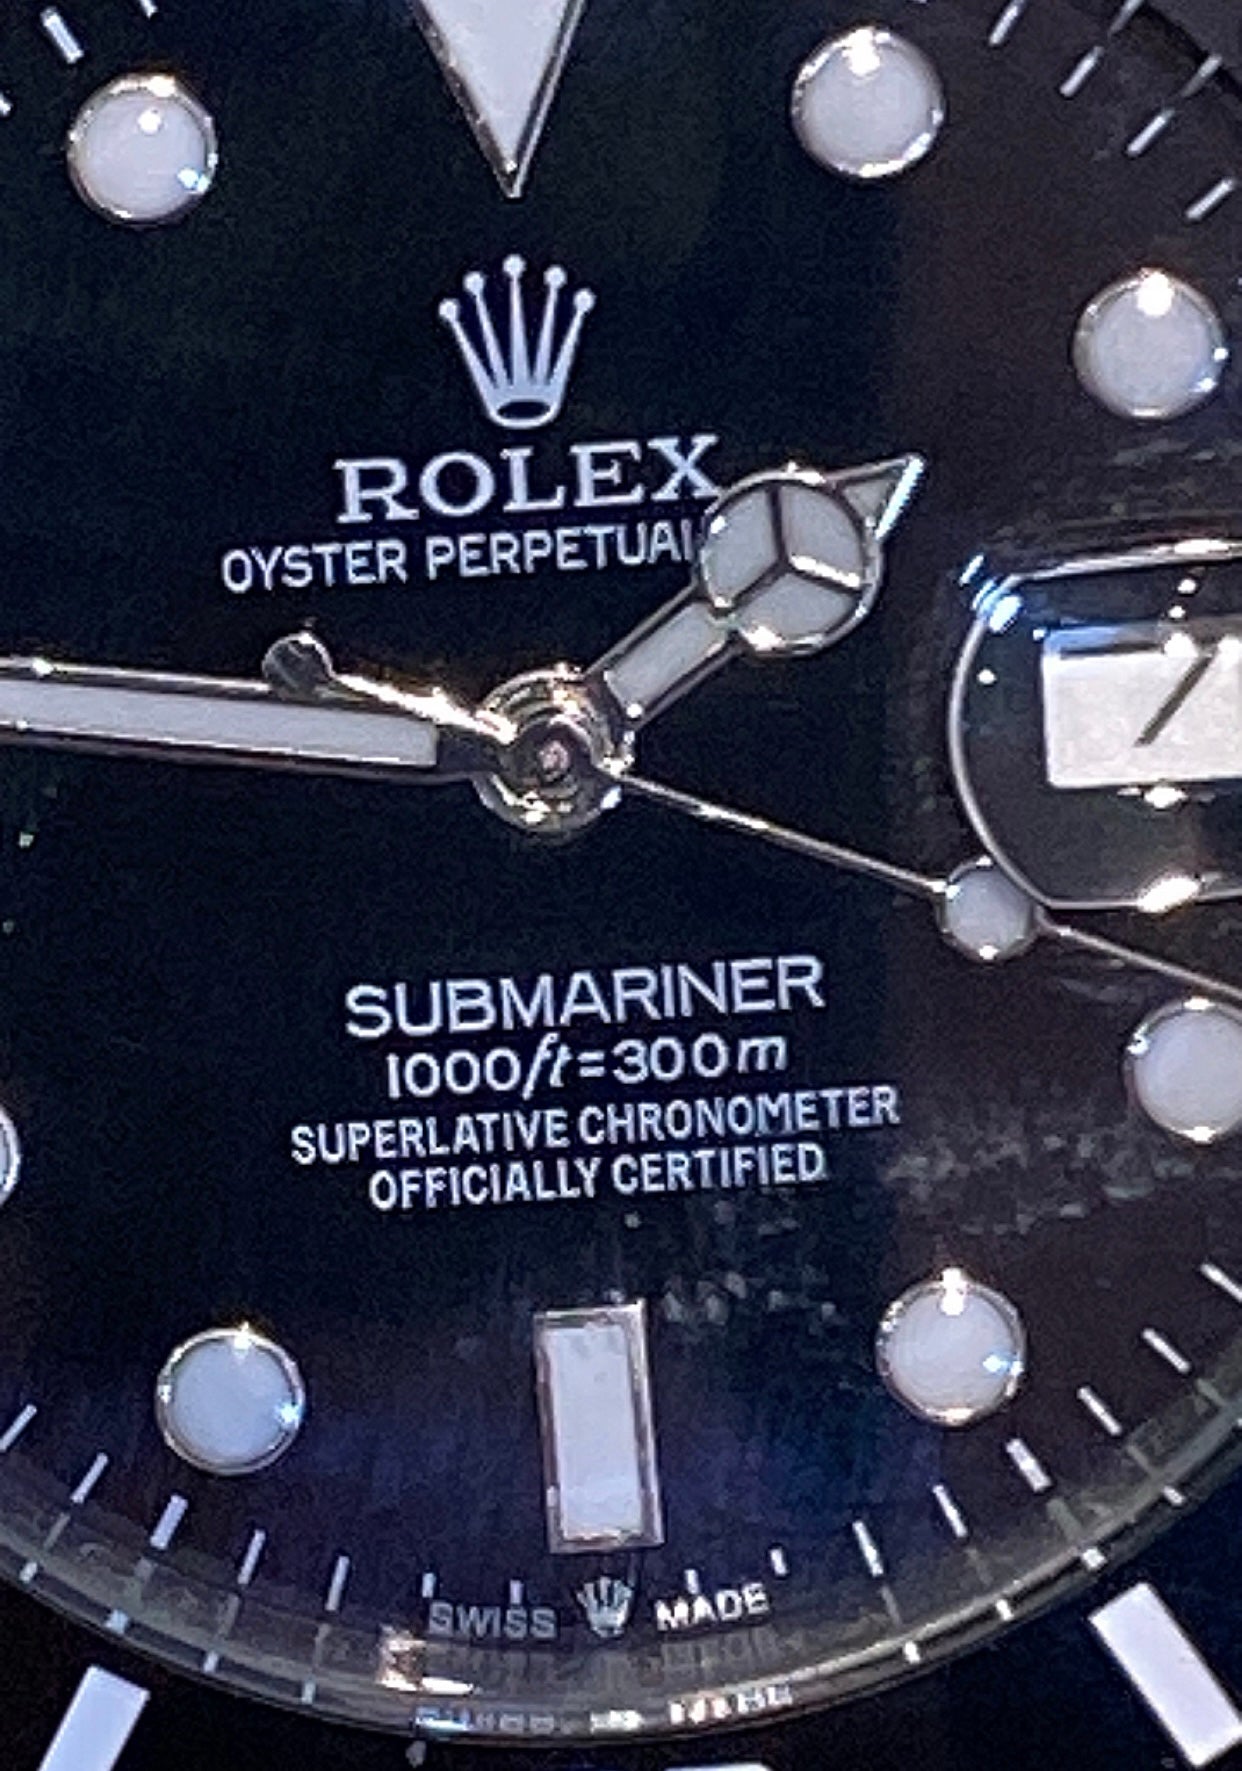 ROLEX
OYSTER PERPETUAL
SUBMARINER
1000ft=300m
SUPERLATIVE CHRONOMETER
OFFICIALLY CERTIFIED
SWISS MADE